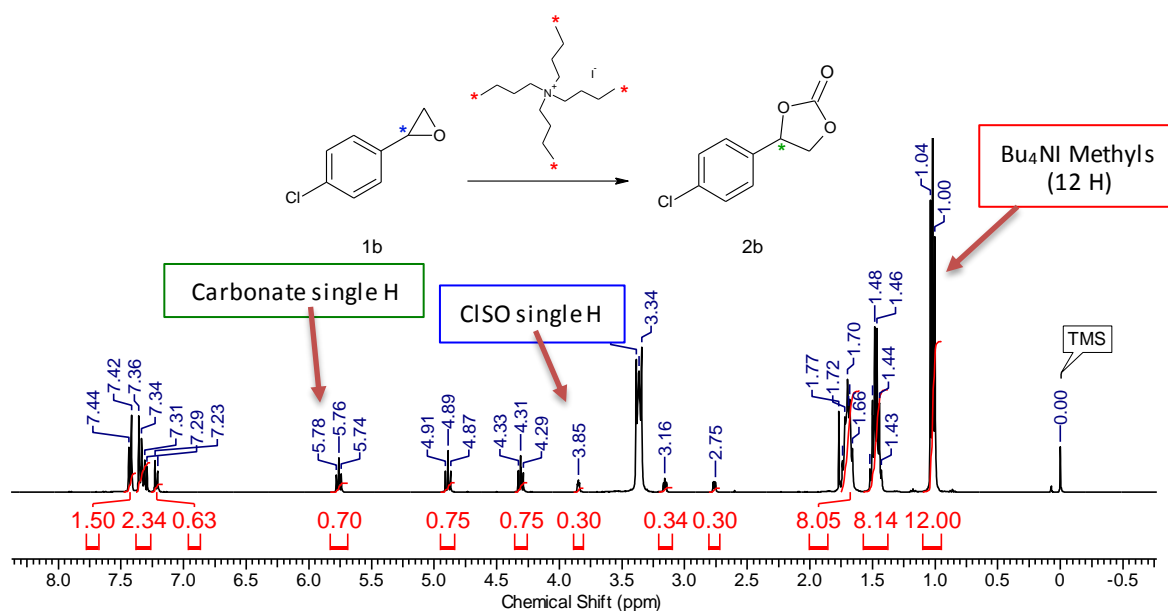 *
O
I-
N+
*
*
*
*
O
Cl
1b
O
O
O
*
Cl
2b
Bu4NI Methyls
(12 H)
Carbonate single H
ClSO single H
TMS
7.44
7.42
7.36
7.34
7.31
7.29
7.23
5.78
5.76
5.74
4.91
4.89
4.87
4.33
4.31
4.29
3.85
3.34
3.16
2.75
1.77
1.72
1.70
1.66
1.48
1.46
1.44
1.43
1.04
1.00
0.00
1.50 2.34 0.63 0.70 0.75 0.75 0.30 0.34 0.30 8.05 8.14 12.00
8.0 7.5 7.0 6.5 6.0 5.5 5.0 4.5 4.0 3.5 3.0 2.5 2.0 1.5 1.0 0.5 0 -0.5
Chemical Shift (ppm)